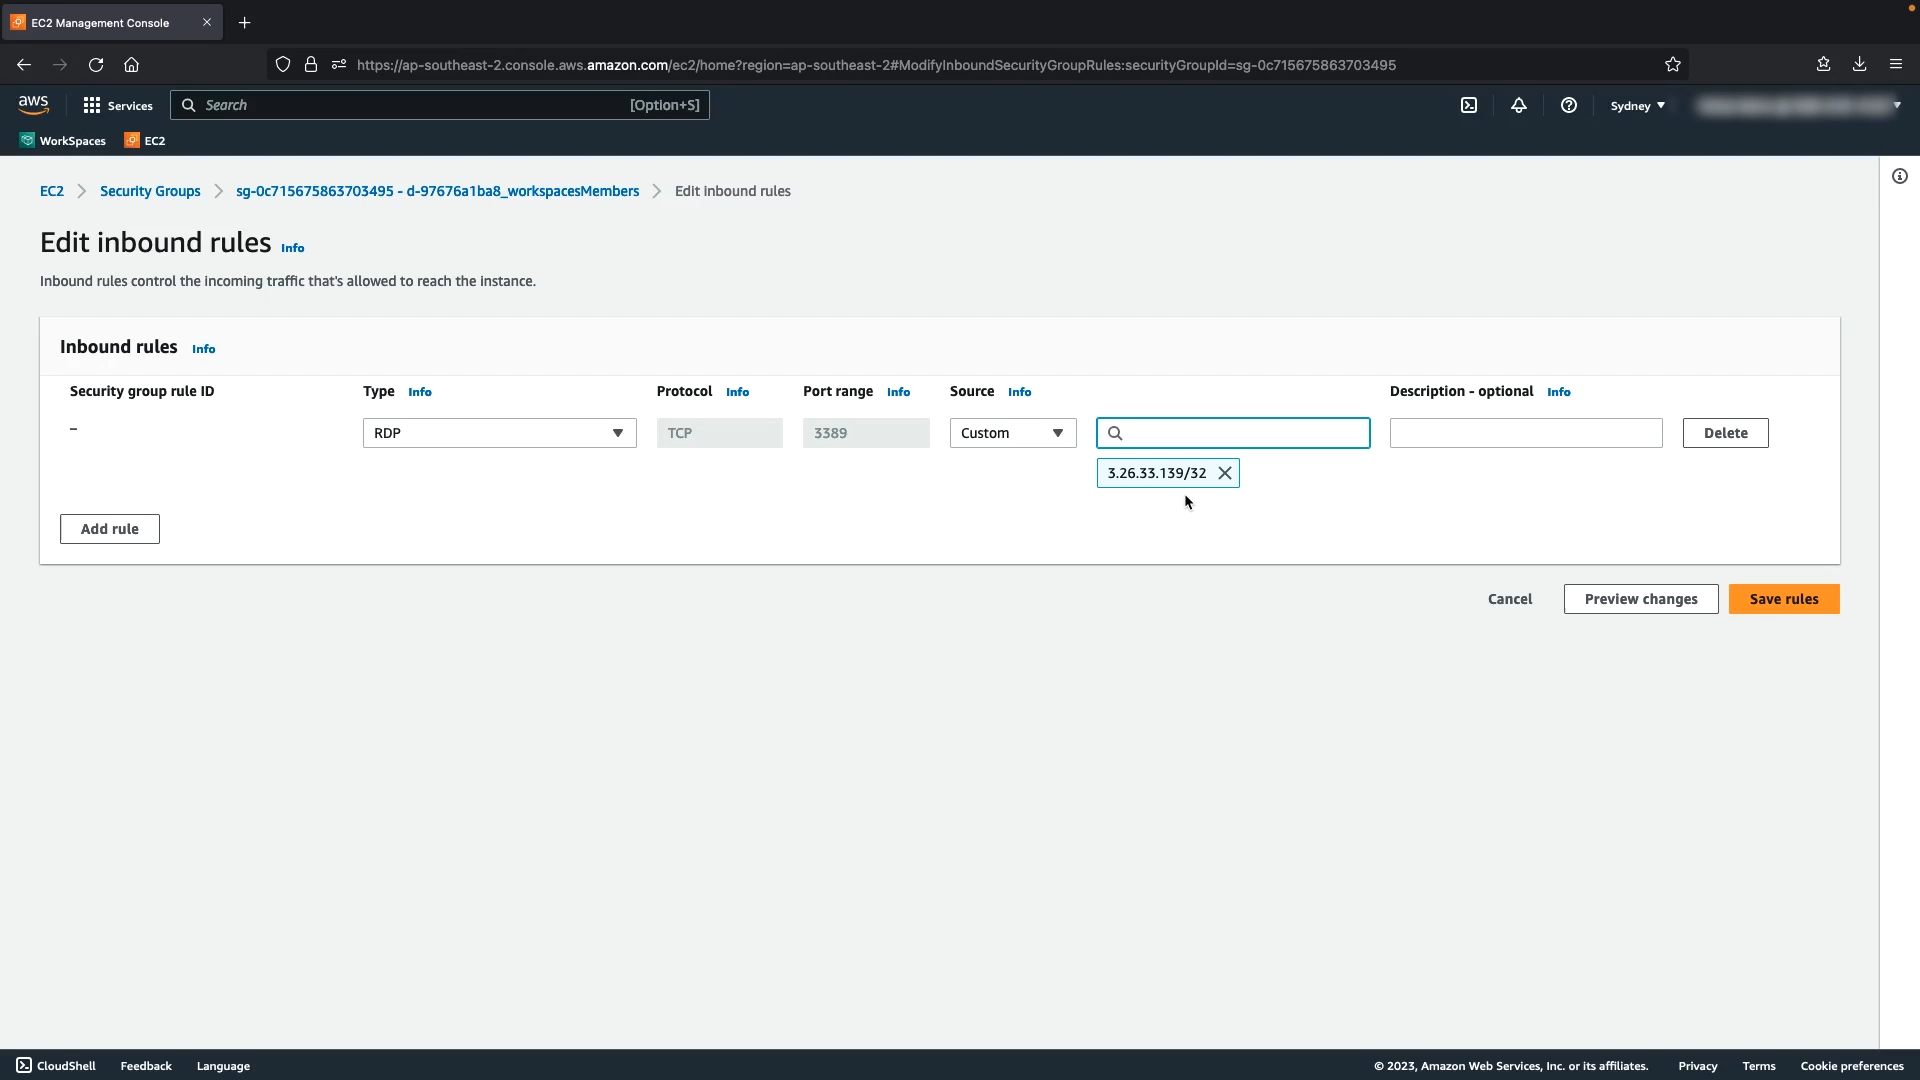 EC2 Management Console
https://ap-southeast-2.console.aws.amazon.com/ec2/home?region=ap-southeast-2#ModifyInboundSecurityGroupRules:securityGroupId=sg-0c715675863703495
aws Services Search [Option+S] Sydney
WorkSpaces EC2
EC2 Security Groups sg-0c715675863703495 - d-97676a1ba8_workspacesMembers Edit inbound rules
Edit inbound rules Info
Inbound rules control the incoming traffic that's allowed to reach the instance.
Inbound rules Info
Security group rule ID Type Info Protocol Info Port range Info Source Info Description - optional Info
– RDP TCP 3389 Custom Delete
3.26.33.139/32
Add rule
Cancel Preview changes Save rules
CloudShell Feedback Language © 2023, Amazon Web Services, Inc. or its affiliates. Privacy Terms Cookie preferences